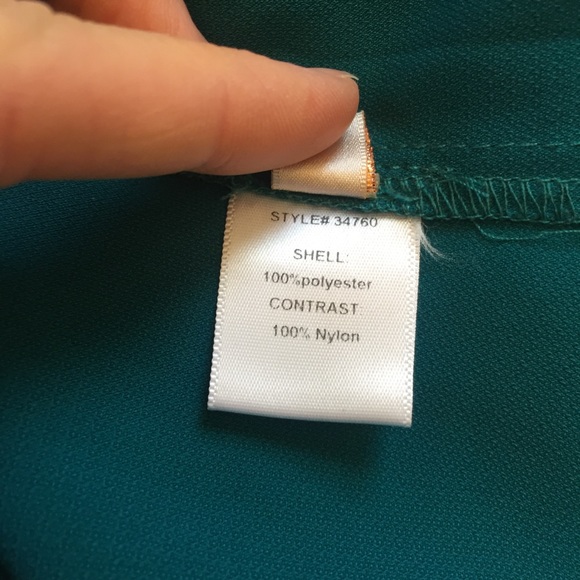 STYLE# 34760
SHELL:
100%polyester
CONTRAST
100% Nylon